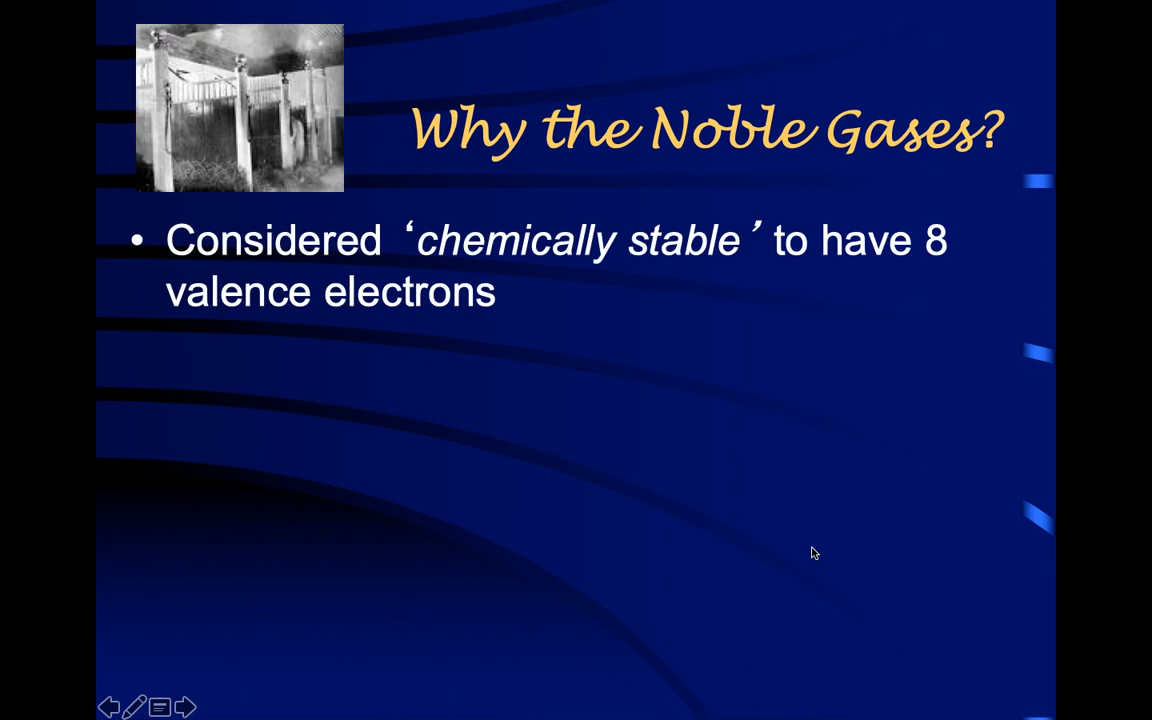 Why the Noble Gases?
• Considered ‘chemically stable’ to have 8
valence electrons